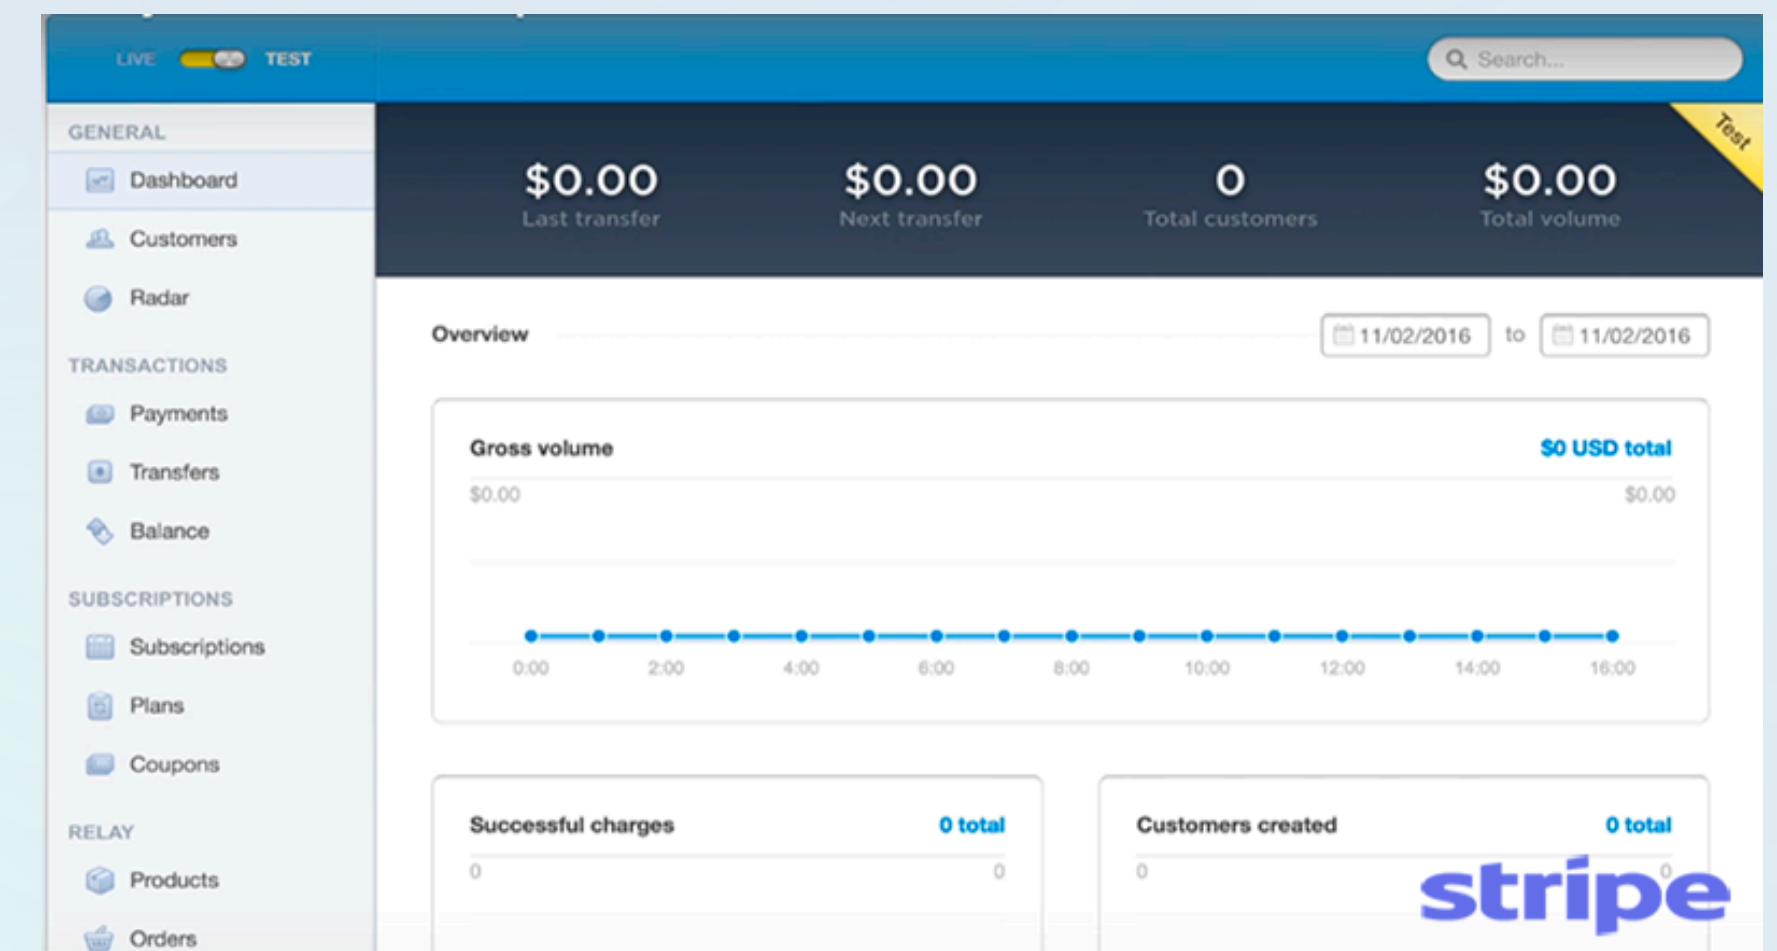 LIVE TEST
Search...
GENERAL
Dashboard
Customers
Radar
TRANSACTIONS
Payments
Transfers
Balance
SUBSCRIPTIONS
Subscriptions
Plans
Coupons
RELAY
Products
Orders
Test
$0.00 $0.00 0 $0.00
Last transfer Next transfer Total customers Total volume
Overview 11/02/2016 to 11/02/2016
Gross volume $0 USD total
$0.00 $0.00
0:00 2:00 4:00 6:00 8:00 10:00 12:00 14:00 16:00
Successful charges 0 total
0 0
Customers created 0 total
0 0
stripe